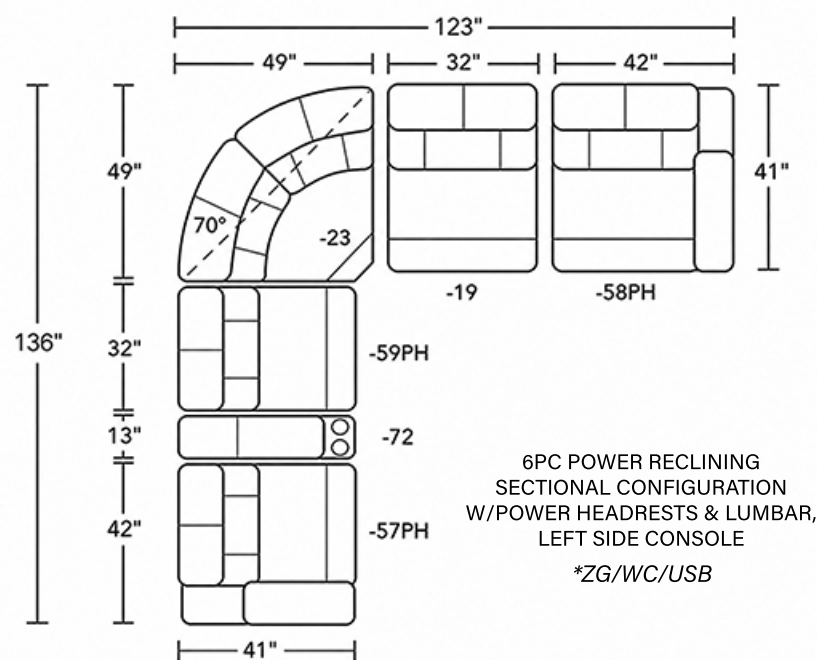 123"
49"
32"
42"
49"
41"
70°
-23
-19
-58PH
136"
32"
-59PH
13"
-72
42"
-57PH
41"
6PC POWER RECLINING
SECTIONAL CONFIGURATION
W/POWER HEADRESTS & LUMBAR,
LEFT SIDE CONSOLE
*ZG/WC/USB